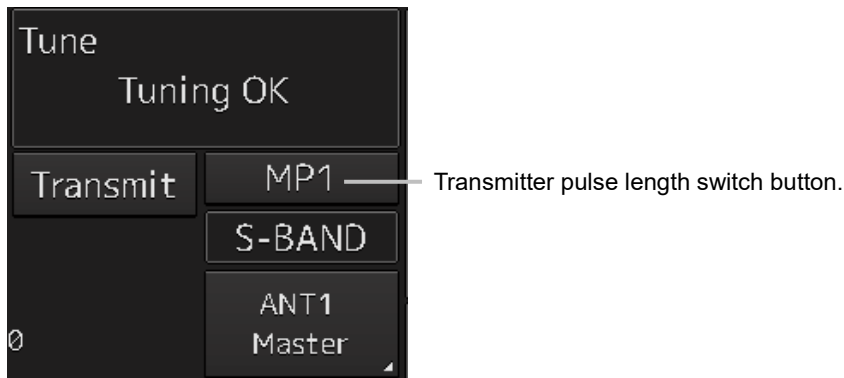 Tune
Tuning OK
Transmit
MP1
Transmitter pulse length switch button.
S-BAND
ANT1
0
Master